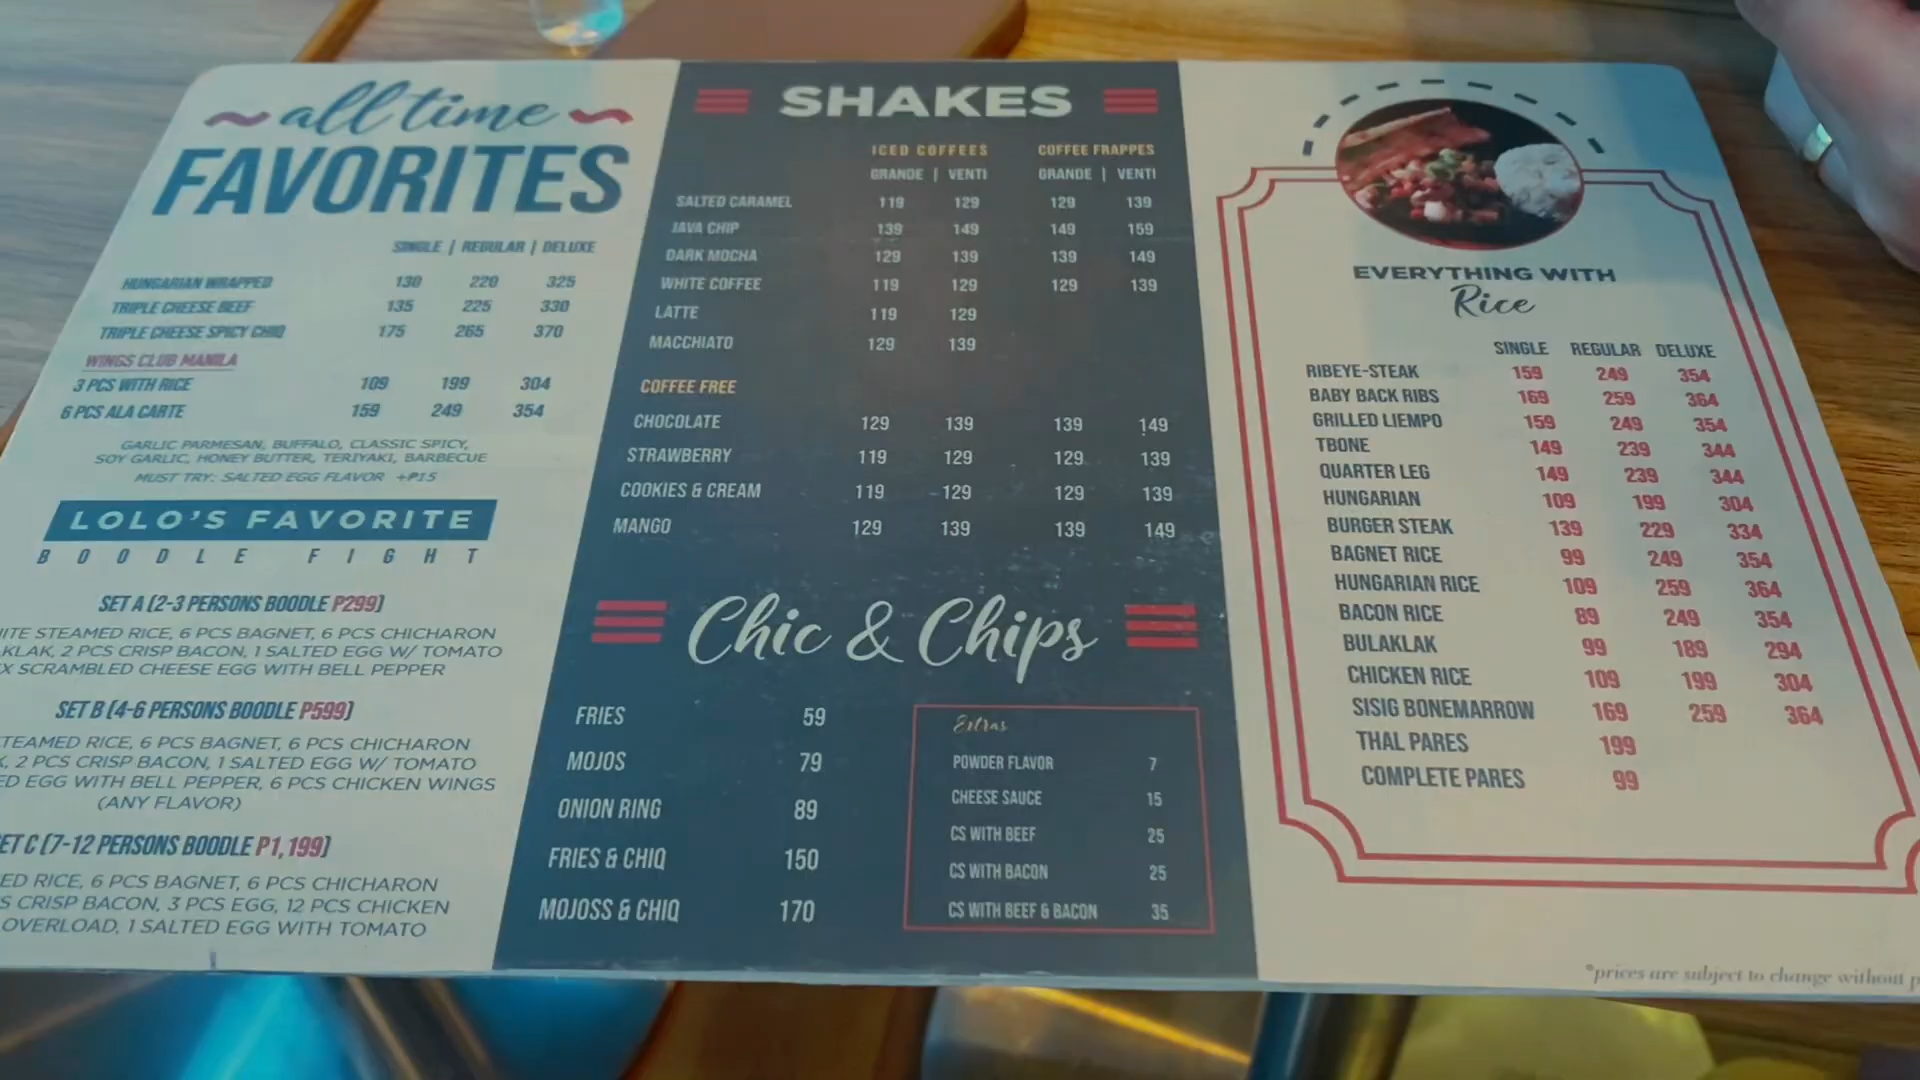 all time
FAVORITES
SINGLE | REGULAR | DELUXE
HUNGARIAN WRAPPED 130 220 325
TRIPLE CHEESE BEEF 135 225 330
TRIPLE CHEESE SPICY CHIQ 175 265 370
WINGS CLUB MANILA
3 PCS WITH RICE 109 199 304
6 PCS ALA CARTE 159 249 354
GARLIC PARMESAN, BUFFALO, CLASSIC SPICY,
SOY GARLIC, HONEY BUTTER, TERIYAKI, BARBECUE
MUST TRY: SALTED EGG FLAVOR +₱15
LOLO'S FAVORITE
BOODLE FIGHT
SET A (2-3 PERSONS BOODLE P299)
STEAMED RICE, 6 PCS BAGNET, 6 PCS CHICHARON
2 PCS CRISP BACON, 1 SALTED EGG W/ TOMATO
SCRAMBLED CHEESE EGG WITH BELL PEPPER
SET B (4-6 PERSONS BOODLE P599)
RICE, 6 PCS BAGNET, 6 PCS CHICHARON
2 PCS CRISP BACON, 1 SALTED EGG W/ TOMATO
EGG WITH BELL PEPPER, 6 PCS CHICKEN WINGS
(ANY FLAVOR)
C (7-12 PERSONS BOODLE P1,199)
RICE, 6 PCS BAGNET, 6 PCS CHICHARON
CRISP BACON, 3 PCS EGG, 12 PCS CHICKEN
OVERLOAD, 1 SALTED EGG WITH TOMATO
SHAKES
ICED COFFEES COFFEE FRAPPES
GRANDE | VENTI GRANDE | VENTI
SALTED CARAMEL 119 129 129 139
JAVA CHIP 139 149 149 159
DARK MOCHA 129 139 139 149
WHITE COFFEE 119 129 129 139
LATTE 119 129
MACCHIATO 129 139
COFFEE FREE
CHOCOLATE 129 139 139 149
STRAWBERRY 119 129 129 139
COOKIES & CREAM 119 129 129 139
MANGO 129 139 139 149
Chic & Chips
FRIES 59
MOJOS 79
ONION RING 89
FRIES & CHIQ 150
MOJOSS & CHIQ 170
Extras
POWDER FLAVOR 7
CHEESE SAUCE 15
CS WITH BEEF 25
CS WITH BACON 25
CS WITH BEEF & BACON 35
EVERYTHING WITH
Rice
SINGLE REGULAR DELUXE
RIBEYE-STEAK 159 249 354
BABY BACK RIBS 169 259 364
GRILLED LIEMPO 159 249 354
TBONE 149 239 344
QUARTER LEG 149 239 344
HUNGARIAN 109 199 304
BURGER STEAK 139 229 334
BAGNET RICE 99 249 354
HUNGARIAN RICE 109 259 364
BACON RICE 89 249 354
BULAKLAK 99 189 294
CHICKEN RICE 109 199 304
SISIG BONEMARROW 169 259 364
THAL PARES 199
COMPLETE PARES 99
*prices are subject to change without